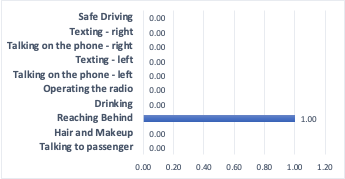 Safe Driving 0.00
Texting - right 0.00
Talking on the phone - right 0.00
Texting - left 0.00
Talking on the phone - left 0.00
Operating the radio 0.00
Drinking 0.00
Reaching Behind 1.00
Hair and Makeup 0.00
Talking to passenger 0.00
0.00 0.20 0.40 0.60 0.80 1.00 1.20